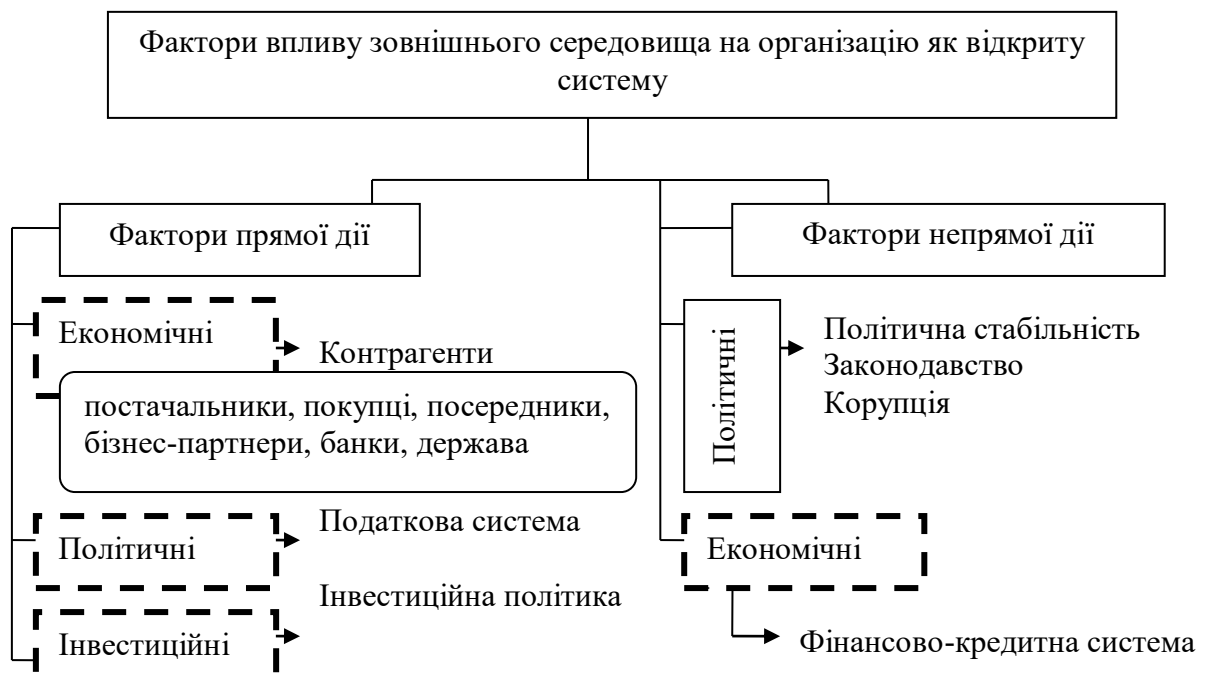 Фактори впливу зовнішнього середовища на організацію як відкриту
систему
Фактори прямої дії
Економічні
Контрагенти
постачальники, покупці, посередники,
бізнес-партнери, банки, держава
Політичні
Податкова система
Інвестиційні
Інвестиційна політика
Фактори непрямої дії
Політичні
Політична стабільність
Законодавство
Корупція
Економічні
Фінансово-кредитна система